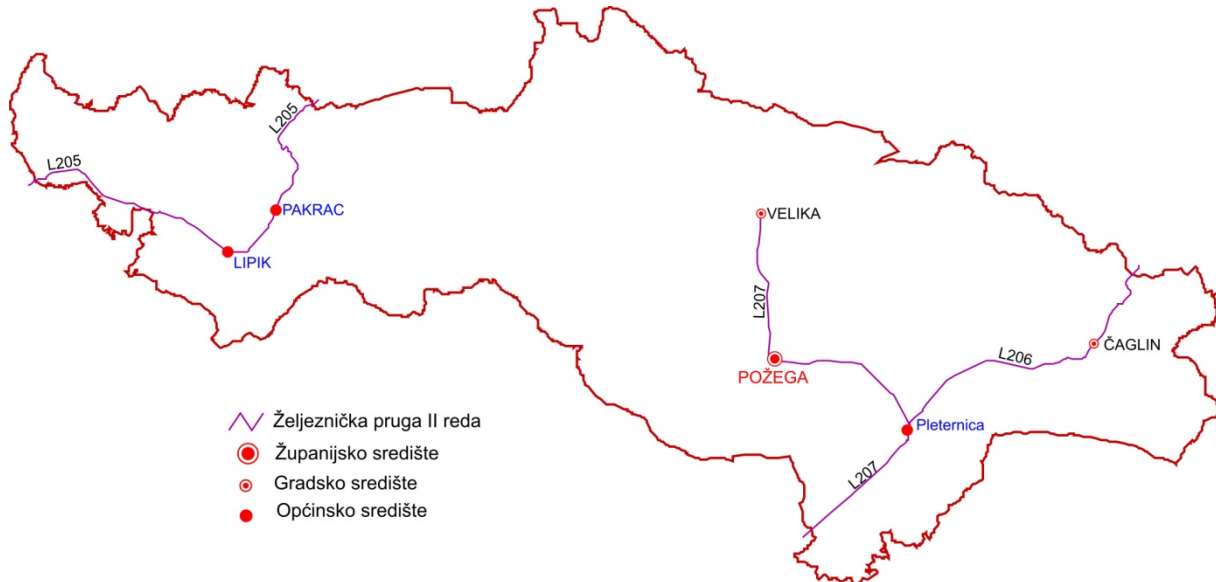 L205
L205
PAKRAC
LIPIK
VELIKA
L207
POŽEGA
L206
ČAGLIN
Pleternica
L207
Željeznička pruga II reda
Županijsko središte
Gradsko središte
Općinsko središte